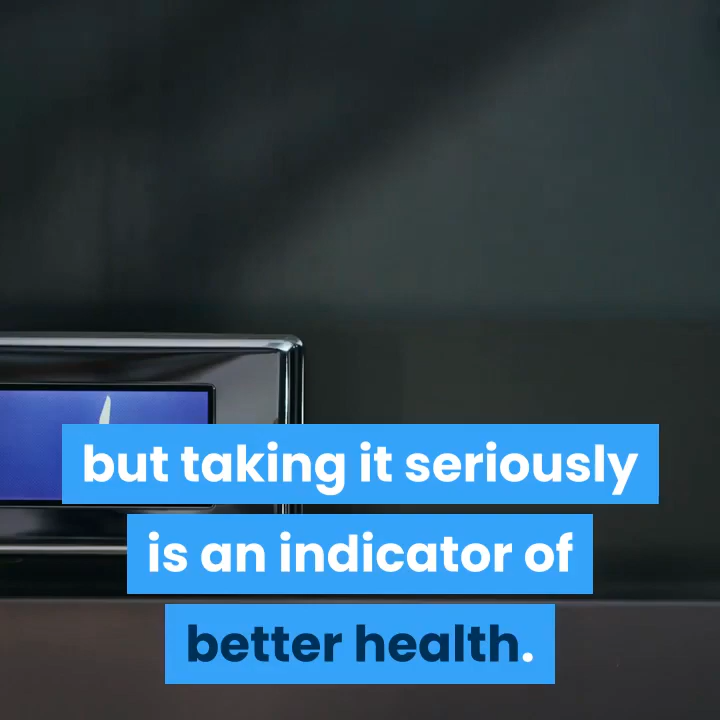 but taking it seriously
is an indicator of
better health.